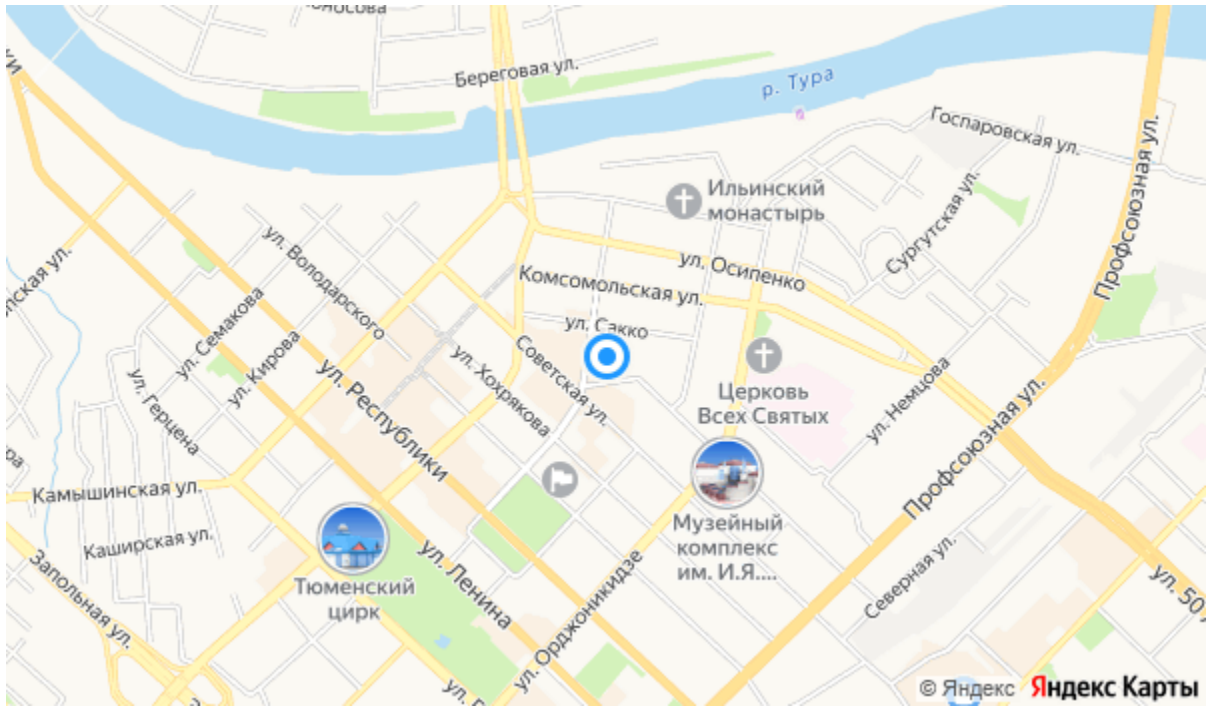 Береговая ул.
р. Тура
Госпаровская ул.
Профсоюзная ул.
Ильинский
монастырь
Сургутская ул.
ул. Володарского
ул. Осипенко
Комсомольская ул.
ул. Сакко
ул. Семакова
ул. Кирова
ул. Республики
ул. Хохрякова
Советская ул.
Церковь
Всех Святых
ул. Немцова
ул. Герцена
Профсоюзная ул.
Камышинская ул.
Каширская ул.
Запольная ул.
Тюменский
цирк
ул. Ленина
ул. Орджоникидзе
Музейный
комплекс
им. И.Я....
Северная ул.
ул. 50
© Яндекс Яндекс Карты